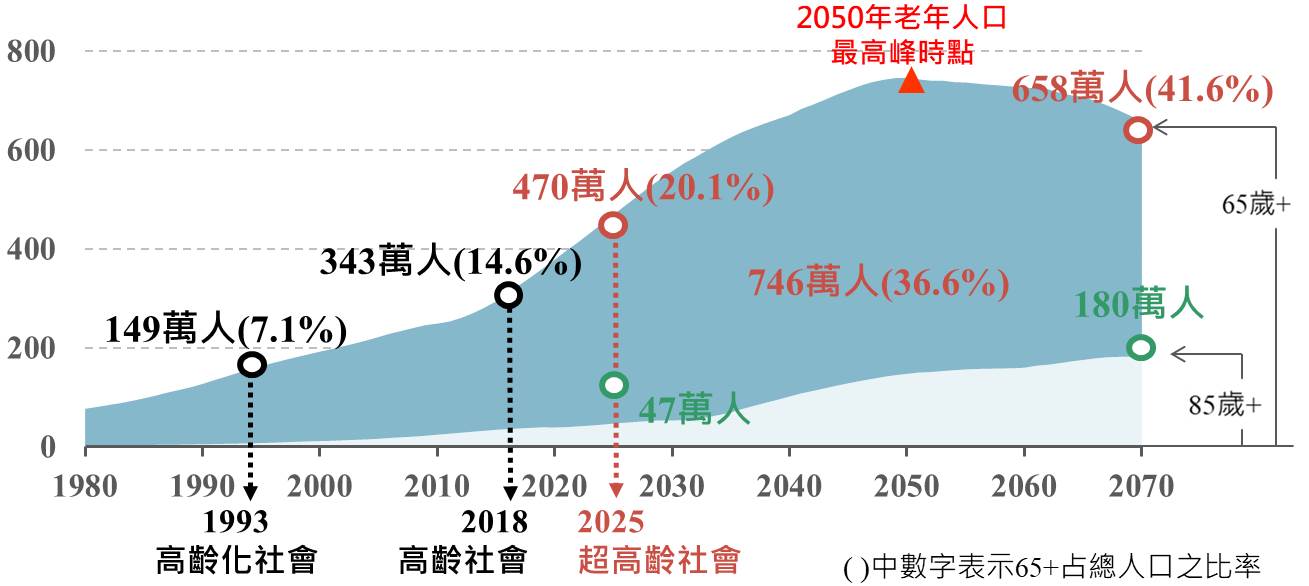 2050年老年人口
最高峰時點
800
658萬人(41.6%)
600
470萬人(20.1%)
65歲+
400
343萬人(14.6%)
746萬人(36.6%)
180萬人
149萬人(7.1%)
200
47萬人
85歲+
0
1980 1990 2000 2010 2020 2030 2040 2050 2060 2070
1993 2018 2025
高齡化社會 高齡社會 超高齡社會
( )中數字表示65+占總人口之比率